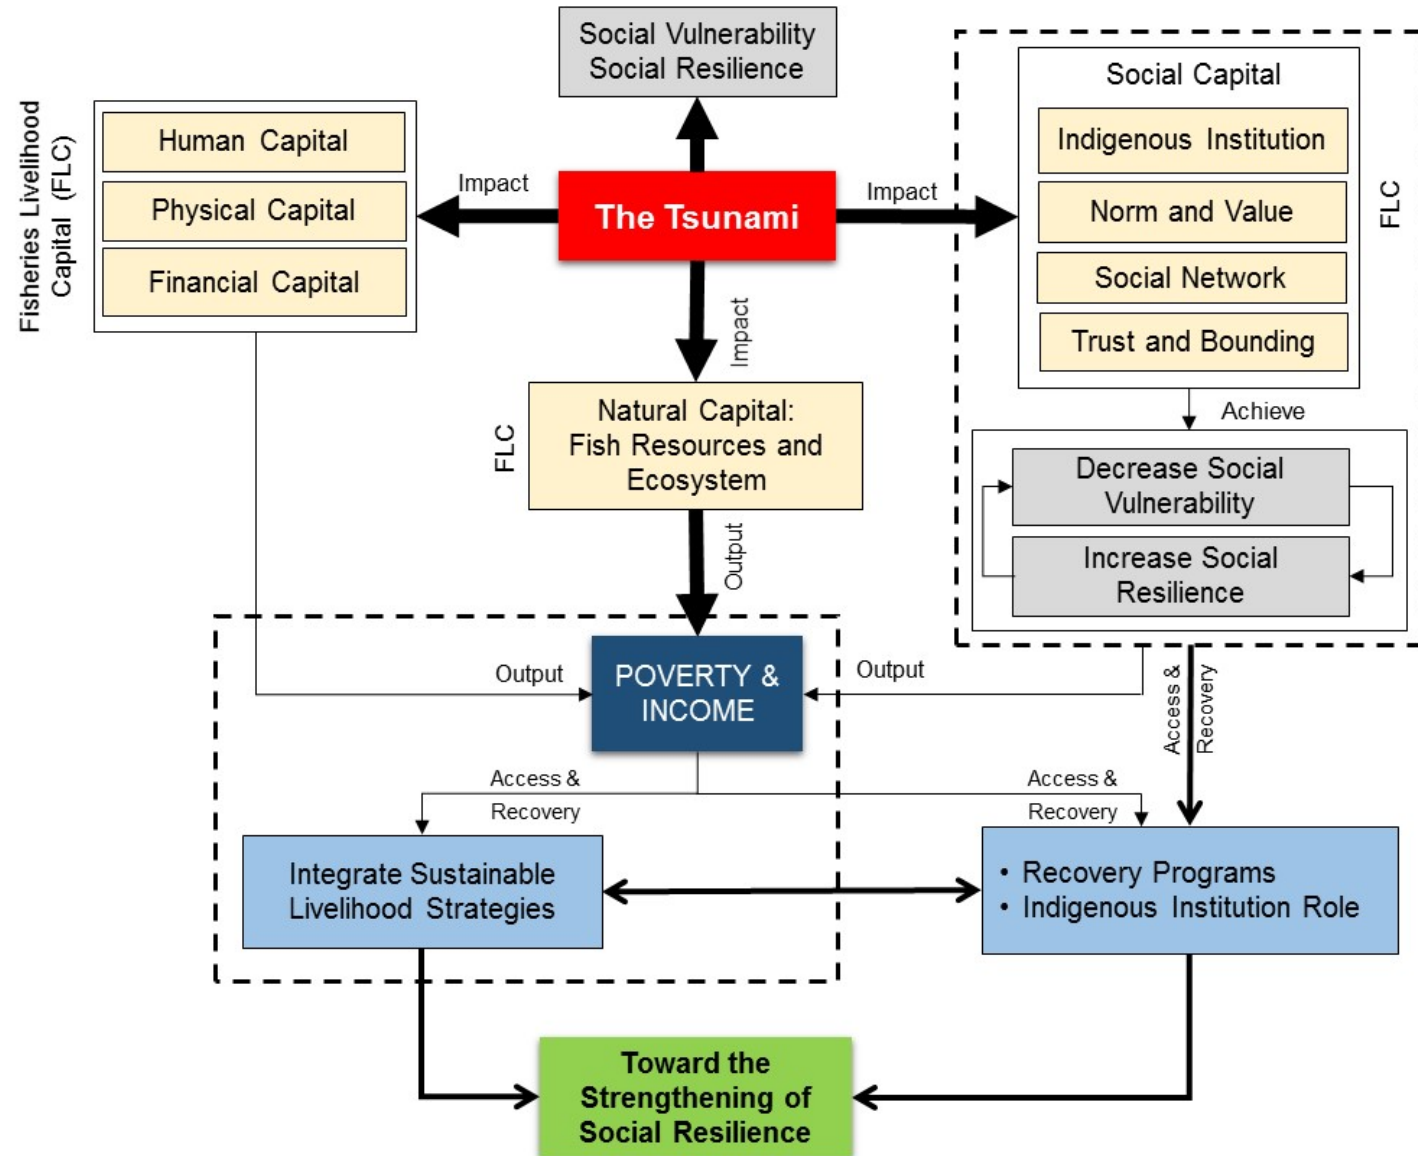 Social Vulnerability
Social Resilience
Fisheries Livelihood
Capital (FLC)
Human Capital
Physical Capital
Financial Capital
Impact
The Tsunami
Impact
Social Capital
Indigenous Institution
Norm and Value
Social Network
Trust and Bounding
FLC
Impact
FLC
Natural Capital:
Fish Resources and
Ecosystem
Achieve
Decrease Social
Vulnerability
Increase Social
Resilience
Output
Output
POVERTY &
INCOME
Output
Access &
Recovery
Access &
Recovery
Access &
Recovery
Integrate Sustainable
Livelihood Strategies
• Recovery Programs
• Indigenous Institution Role
Toward the
Strengthening of
Social Resilience